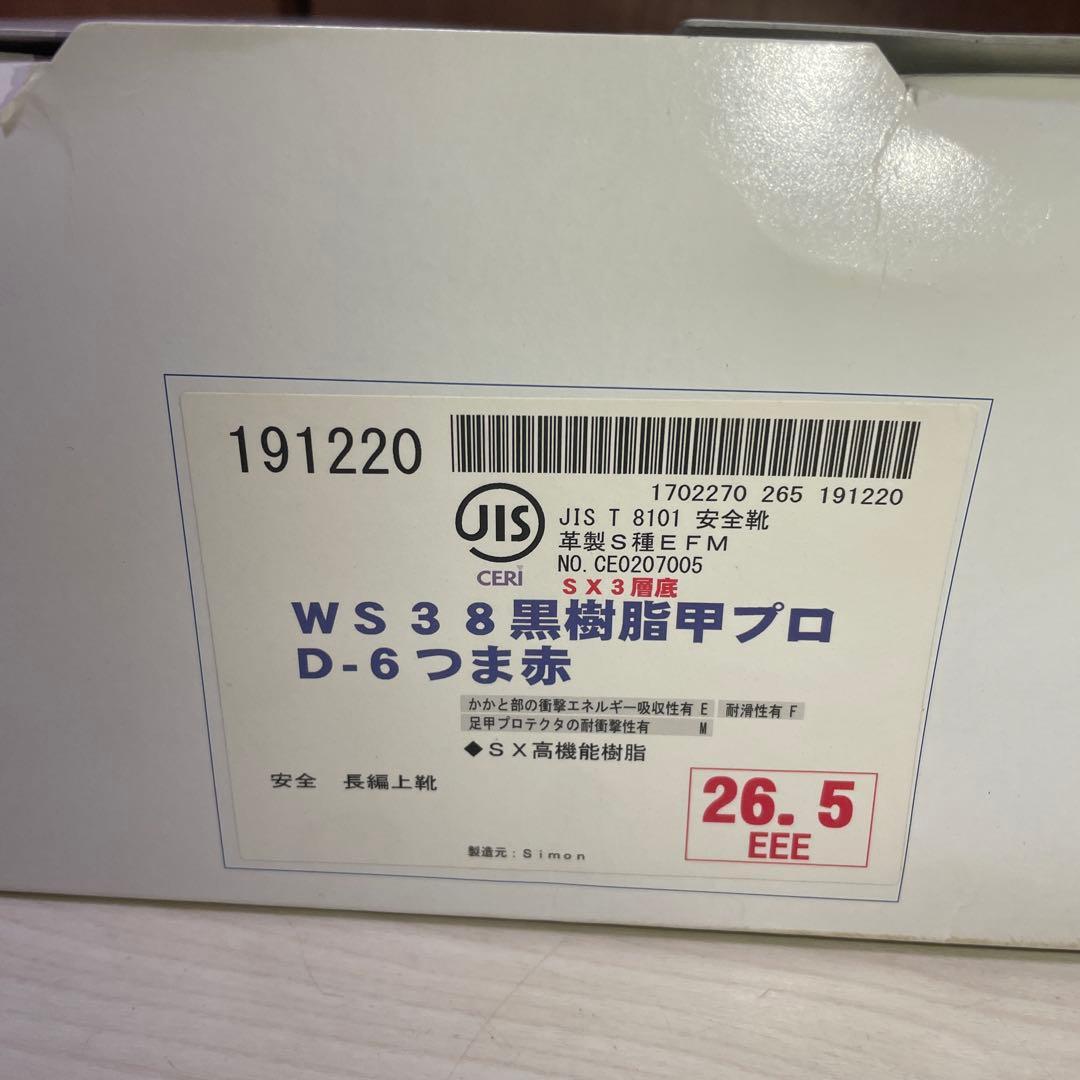 191220
1702270 265 191220
JIS
CERI
JIS T 8101 安全靴
革製S種EFM
NO.CE0207005
SX3層底
WS38黒樹脂甲プロ
D-6つま赤
かかと部の衝撃エネルギー吸収性有 E 耐滑性有 F
足甲プロテクタの耐衝撃性有 M
◆SX高機能樹脂
安全 長編上靴
26.5
EEE
製造元:Simon